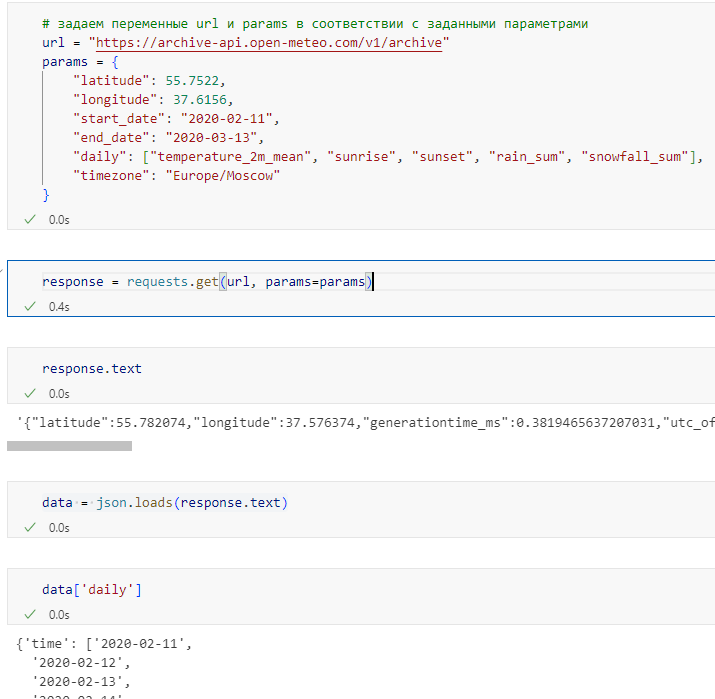 # задаем переменные url и params в соответствии с заданными параметрами
url = "https://archive-api.open-meteo.com/v1/archive"
params = {
"latitude": 55.7522,
"longitude": 37.6156,
"start_date": "2020-02-11",
"end_date": "2020-03-13",
"daily": ["temperature_2m_mean", "sunrise", "sunset", "rain_sum", "snowfall_sum"],
"timezone": "Europe/Moscow"
}
0.0s
response = requests.get(url, params=params)
0.4s
response.text
0.0s
'{"latitude":55.782074,"longitude":37.576374,"generationtime_ms":0.3819465637207031,"utc_of
data = json.loads(response.text)
0.0s
data['daily']
0.0s
{'time': ['2020-02-11',
'2020-02-12',
'2020-02-13',
'2020-02-14',